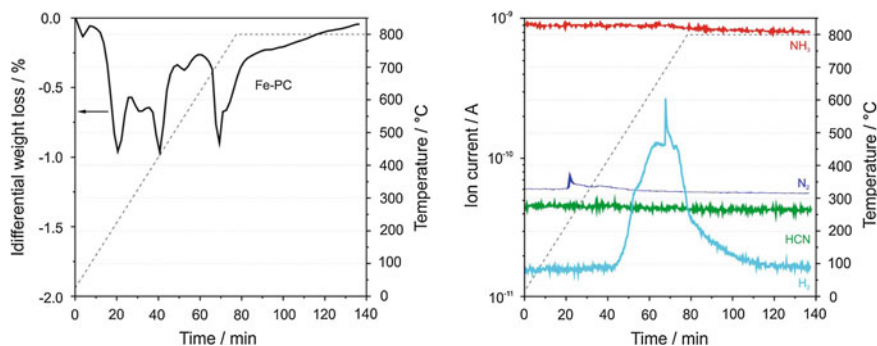 0.0
-0.5
-1.0
-1.5
-2.0
Idifferential weight loss / %
Fe-PC
0 20 40 60 80 100 120 140
Time / min
800
700
600
500
400
300
200
100
0
Temperature / °C
10⁻⁹
10⁻¹⁰
10⁻¹¹
Ion current / A
NH₃
N₂
HCN
H₂
0 20 40 60 80 100 120 140
Time / min
800
700
600
500
400
300
200
100
0
Temperature / °C